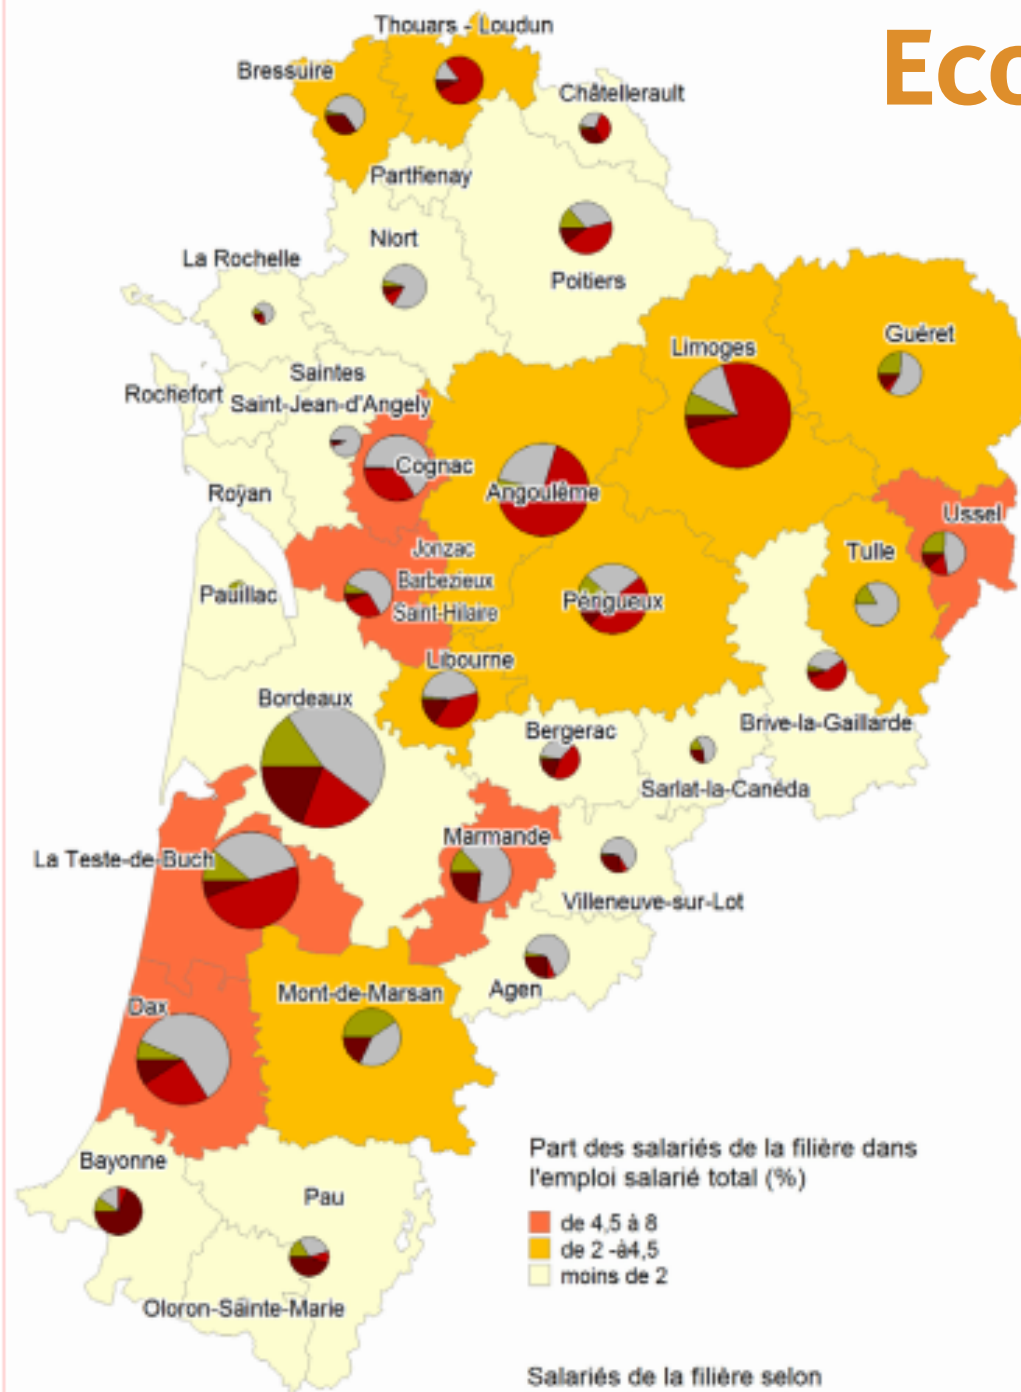 Thouars - Loudun
Eco
Bressuire
Châtellerault
Parthenay
Niort
La Rochelle
Poitiers
Guéret
Limoges
Saintes
Rochefort
Saint-Jean-d'Angely
Cognac
Angoulême
Royan
Ussel
Jonzac
Tulle
Barbezieux
Pauillac
Périgueux
Saint-Hilaire
Libourne
Bordeaux
Brive-la-Gaillarde
Bergerac
Sarlat-la-Canéda
Marmande
La Teste-de-Buch
Villeneuve-sur-Lot
Agen
Mont-de-Marsan
Dax
Part des salariés de la filière dans
l'emploi salarié total (%)
Bayonne
Pau
de 4,5 à 8
de 2 -à4,5
moins de 2
Oloron-Sainte-Marie
Salariés de la filière selon